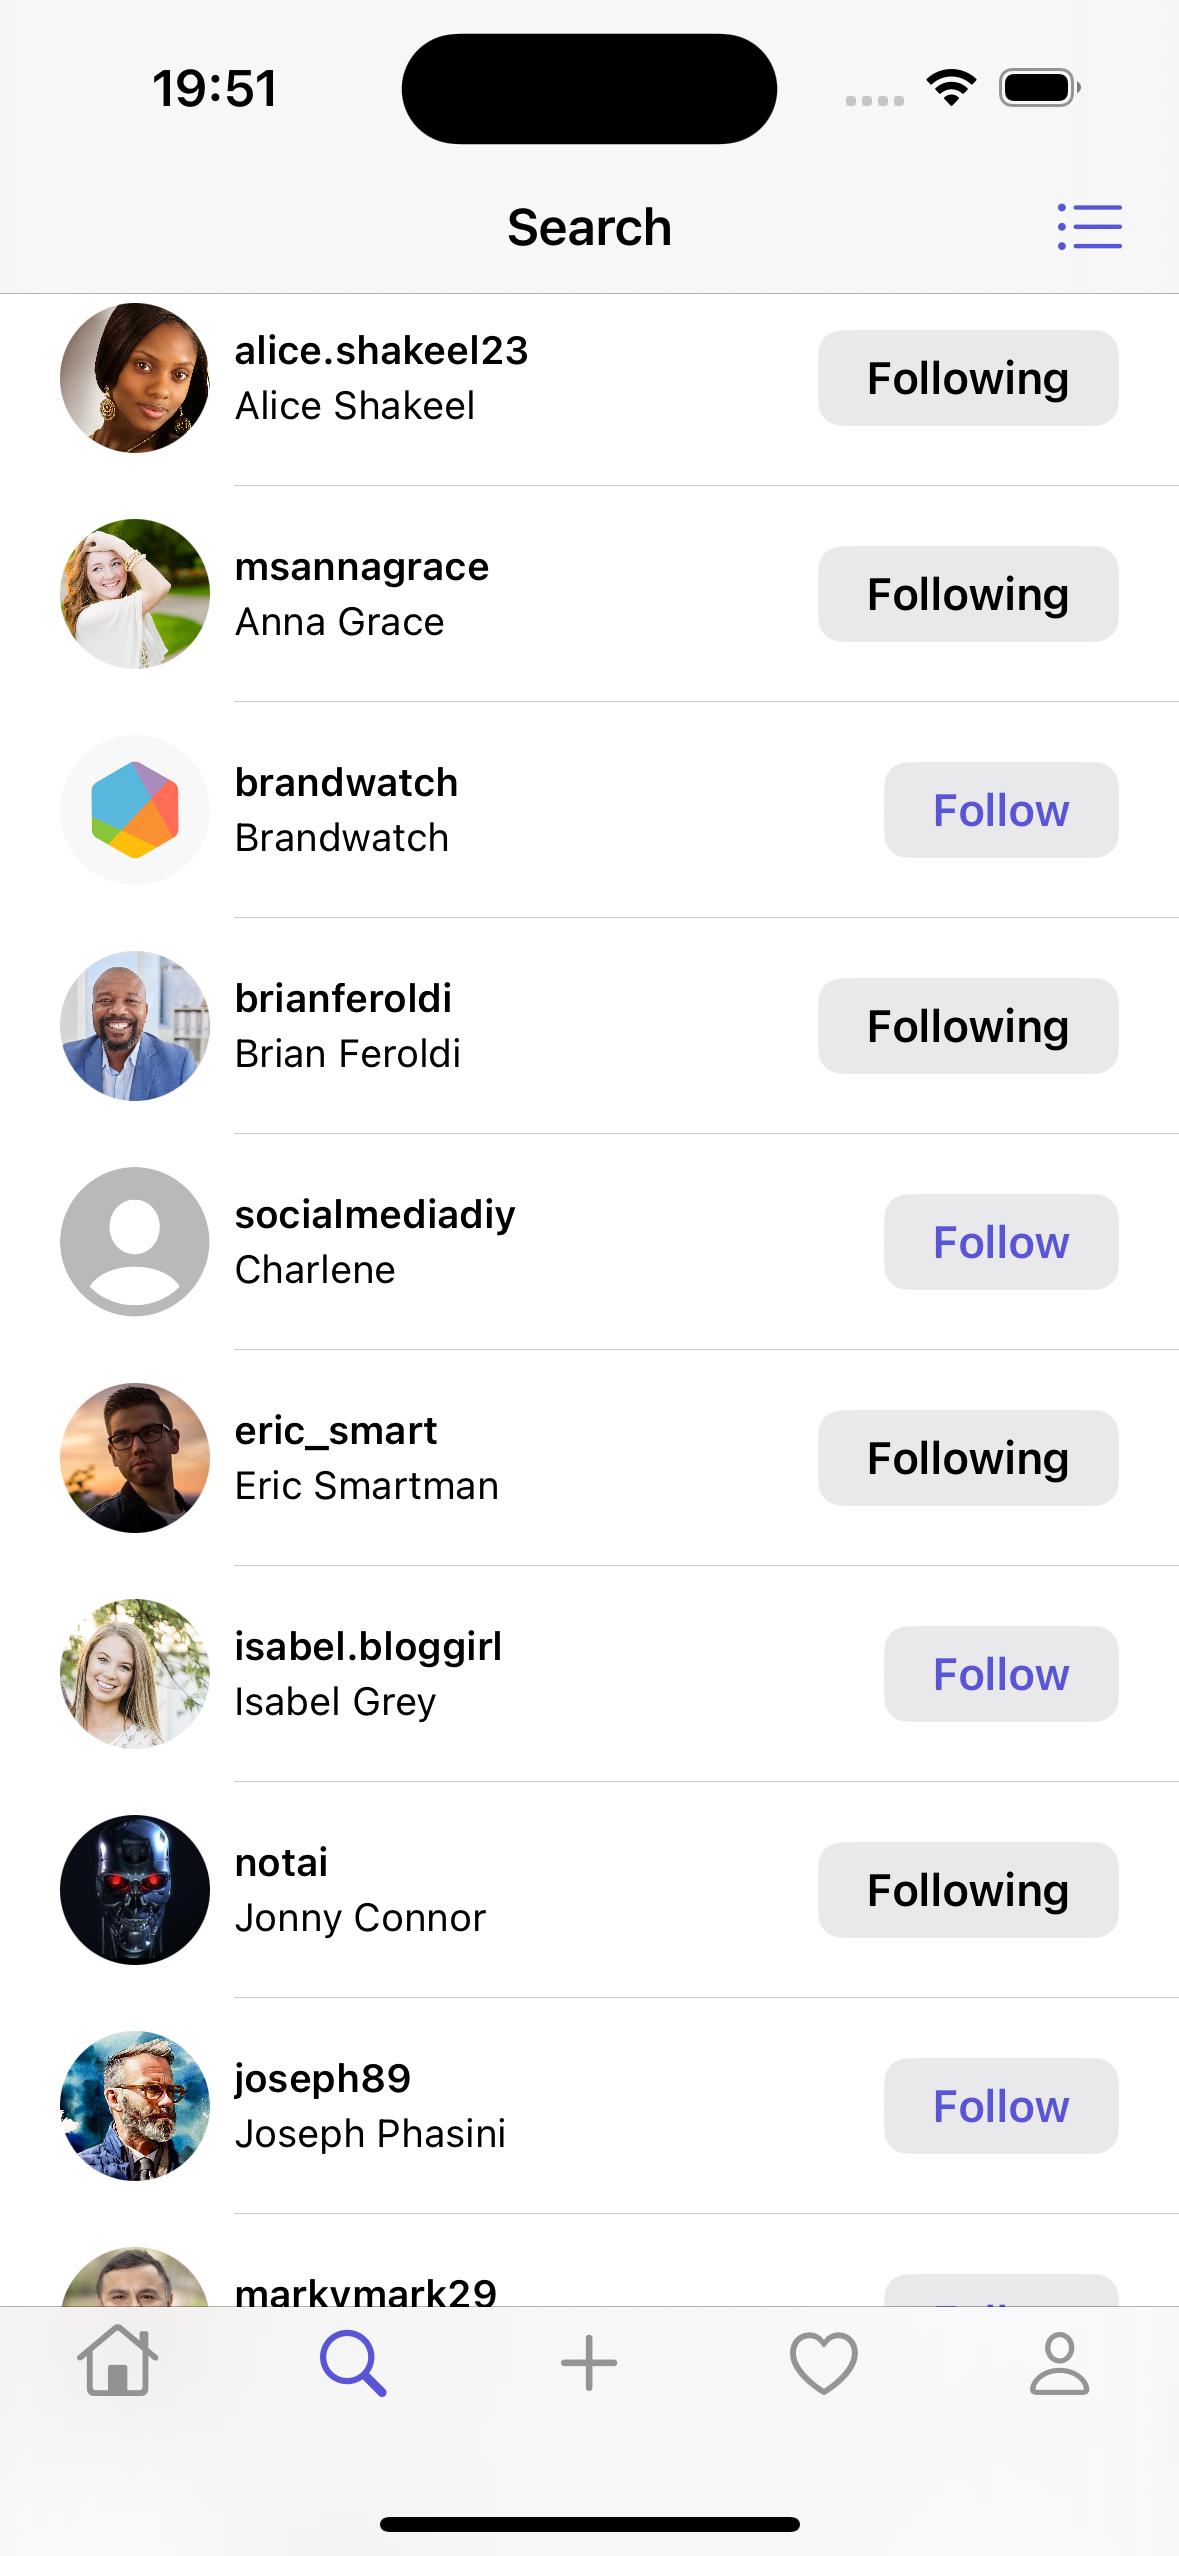 19:51
Search
alice.shakeel23
Alice Shakeel
Following
msannagrace
Anna Grace
Following
brandwatch
Brandwatch
Follow
brianferoldi
Brian Feroldi
Following
socialmediadiy
Charlene
Follow
eric_smart
Eric Smartman
Following
isabel.bloggirl
Isabel Grey
Follow
notai
Jonny Connor
Following
joseph89
Joseph Phasini
Follow
markymark29